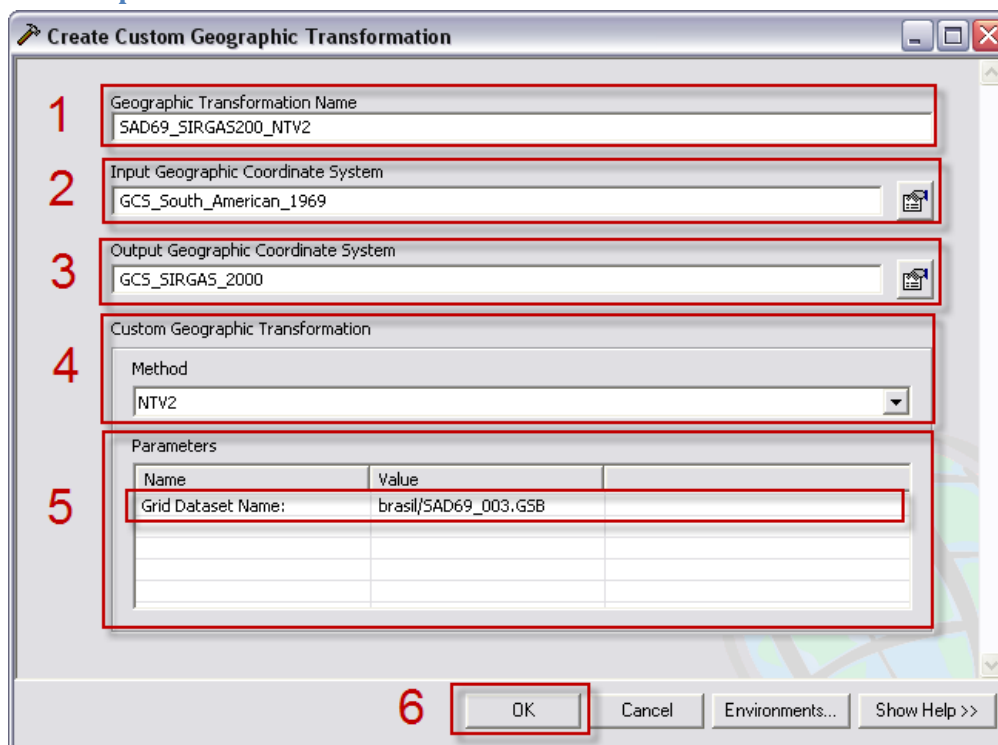 Create Custom Geographic Transformation
1
Geographic Transformation Name
SAD69_SIRGAS200_NTV2
2
Input Geographic Coordinate System
GCS_South_American_1969
3
Output Geographic Coordinate System
GCS_SIRGAS_2000
4
Custom Geographic Transformation
Method
NTV2
5
Parameters
Name Value
Grid Dataset Name: brasil/SAD69_003.GSB
6
OK Cancel Environments... Show Help >>